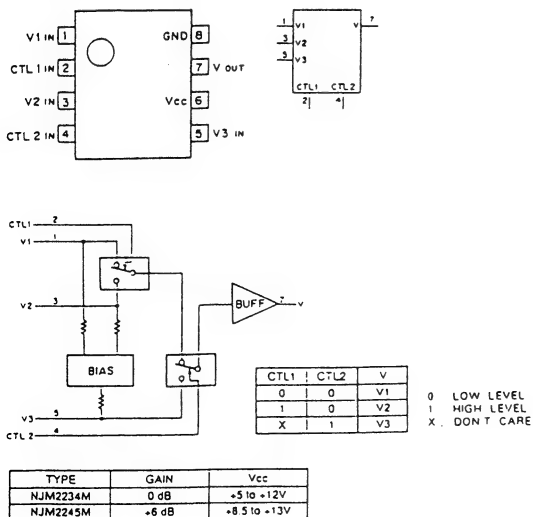 V1 IN 1
CTL 1 IN 2
V2 IN 3
CTL 2 IN 4
GND 8
7 V OUT
Vcc 6
5 V3 IN
1 V1
3 V2
5 V3
V 7
CTL1 CTL2
2 4
CTL1 2
V1 1
V2 3
BIAS
V3 5
CTL 2 4
BUFF 7 V
CTL1 CTL2 V
0 0 V1
1 0 V2
X 1 V3
0 LOW LEVEL
1 HIGH LEVEL
X . DON T CARE
TYPE GAIN Vcc
NJM2234M 0 dB +5 to +12V
NJM2245M +6 dB +8.5 to +13V